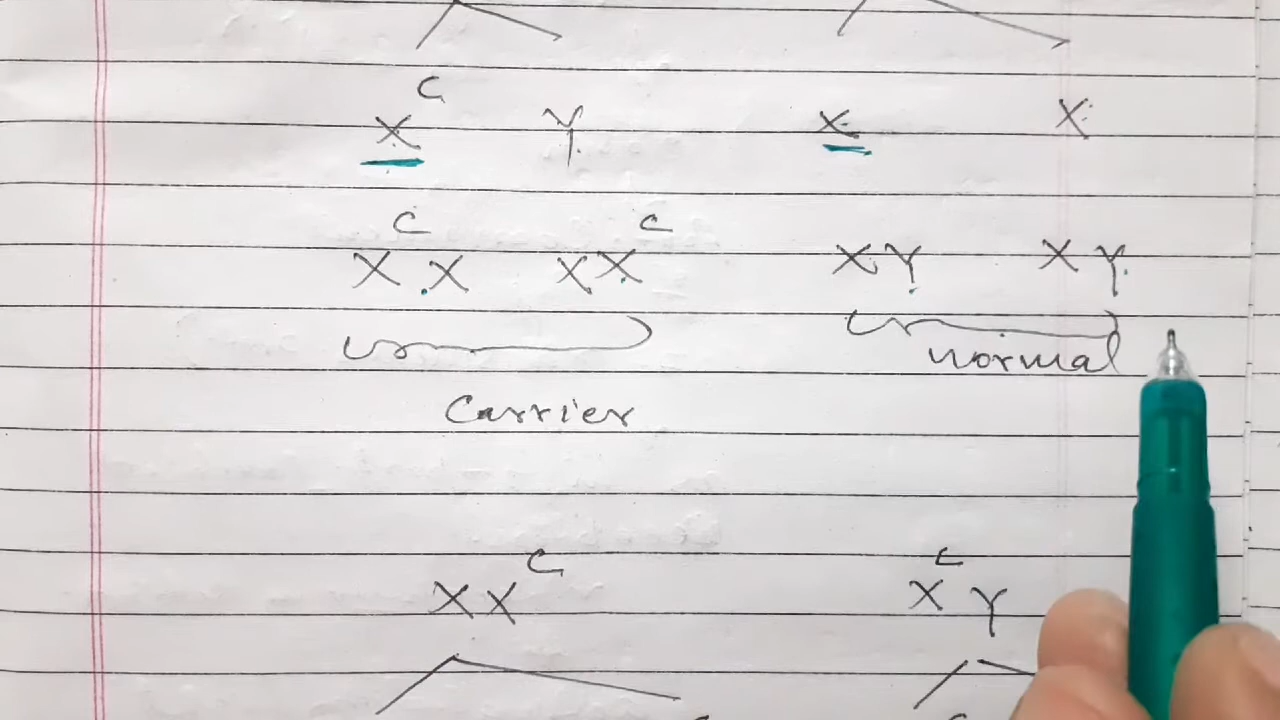 X^C Y X X
X^C X X X^C XY XY
normal
Carrier
X X^C X^C Y